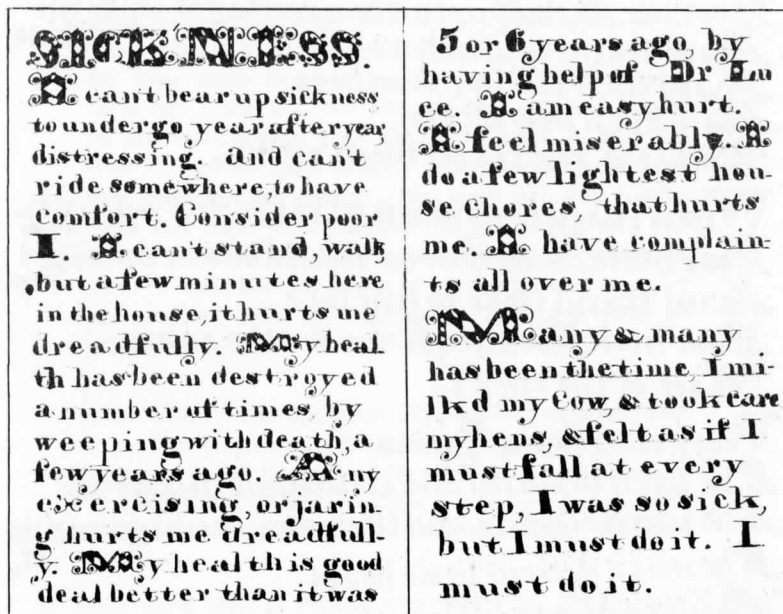 SICKNESS.
I can't bear up sickness
to undergo year after year,
distressing. And can't
ride somewhere, to have
comfort. Consider poor
I. I can't stand, walk
but a few minutes here
in the house, it hurts me
dreadfully. My heal
th has been destroyed
a number of times, by
weeping with death, a
few years ago. Any
exercising, or jarin-
g hurts me dreadfull-
y. My health is good
deal better than it was
5 or 6 years ago, by
having help of Dr Lu
ce. I am easy hurt.
I feel miserably. I
do a few lightest hou-
se Chores, that hurts
me. I have complain-
ts all over me.
Many & many
has been the time, I mi-
lkd my Cow, & took care
my hens, & felt as if I
must fall at every
step, I was so sick,
but I must do it. I
must do it.